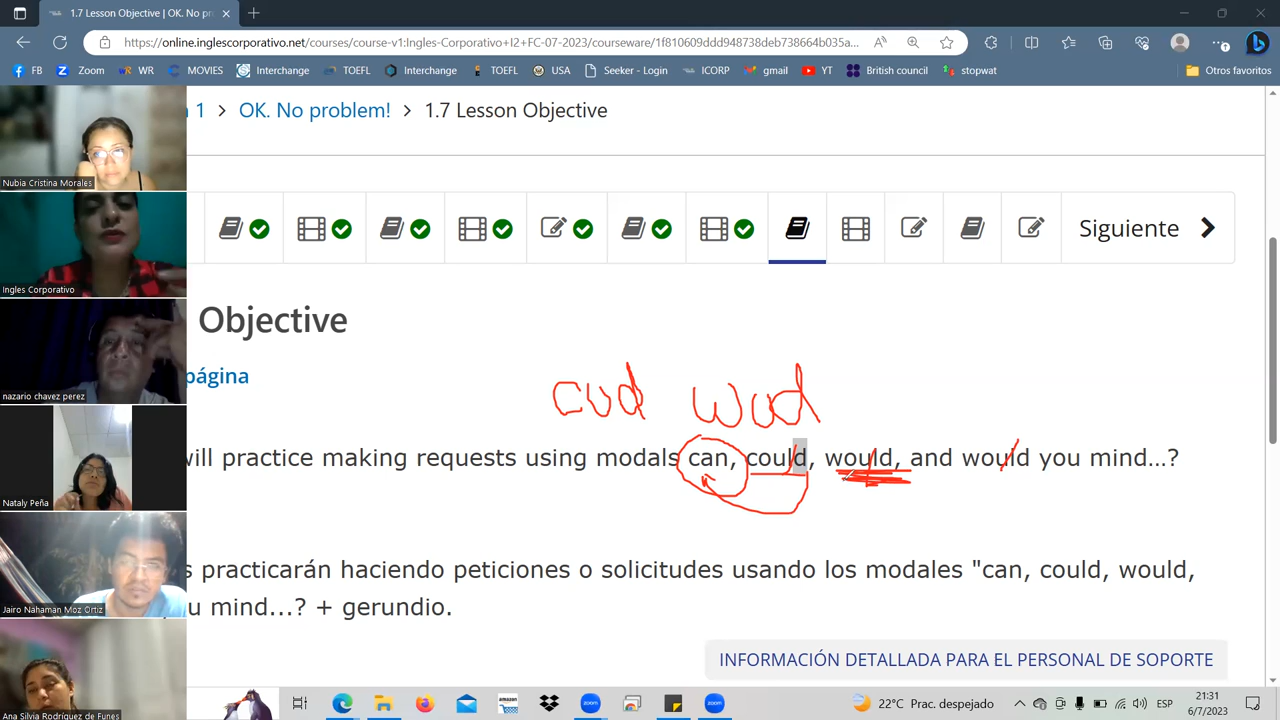 1.7 Lesson Objective | OK. No problem!
https://online.inglescorporativo.net/courses/course-v1:Ingles-Corporativo+I2+FC-07-2023/courseware/1f810609ddd948738deb738664b035a...
FB Zoom WR MOVIES Interchange TOEFL Interchange TOEFL USA Seeker - Login ICORP gmail YT British council stopwat Otros favoritos
1 > OK. No problem! > 1.7 Lesson Objective
Siguiente
Objective
página
cud wud
will practice making requests using modals can, could, would, and would you mind...?
practicarán haciendo peticiones o solicitudes usando los modales "can, could, would,
mind...? + gerundio.
INFORMACIÓN DETALLADA PARA EL PERSONAL DE SOPORTE
Nubia Cristina Morales
Ingles Corporativo
nazario chavez perez
Nataly Peña
Jairo Nahaman Moz Ortiz
Ana Silvia Rodríguez de Funes
amazon
22°C Prac. despejado
ESP
21:31
6/7/2023